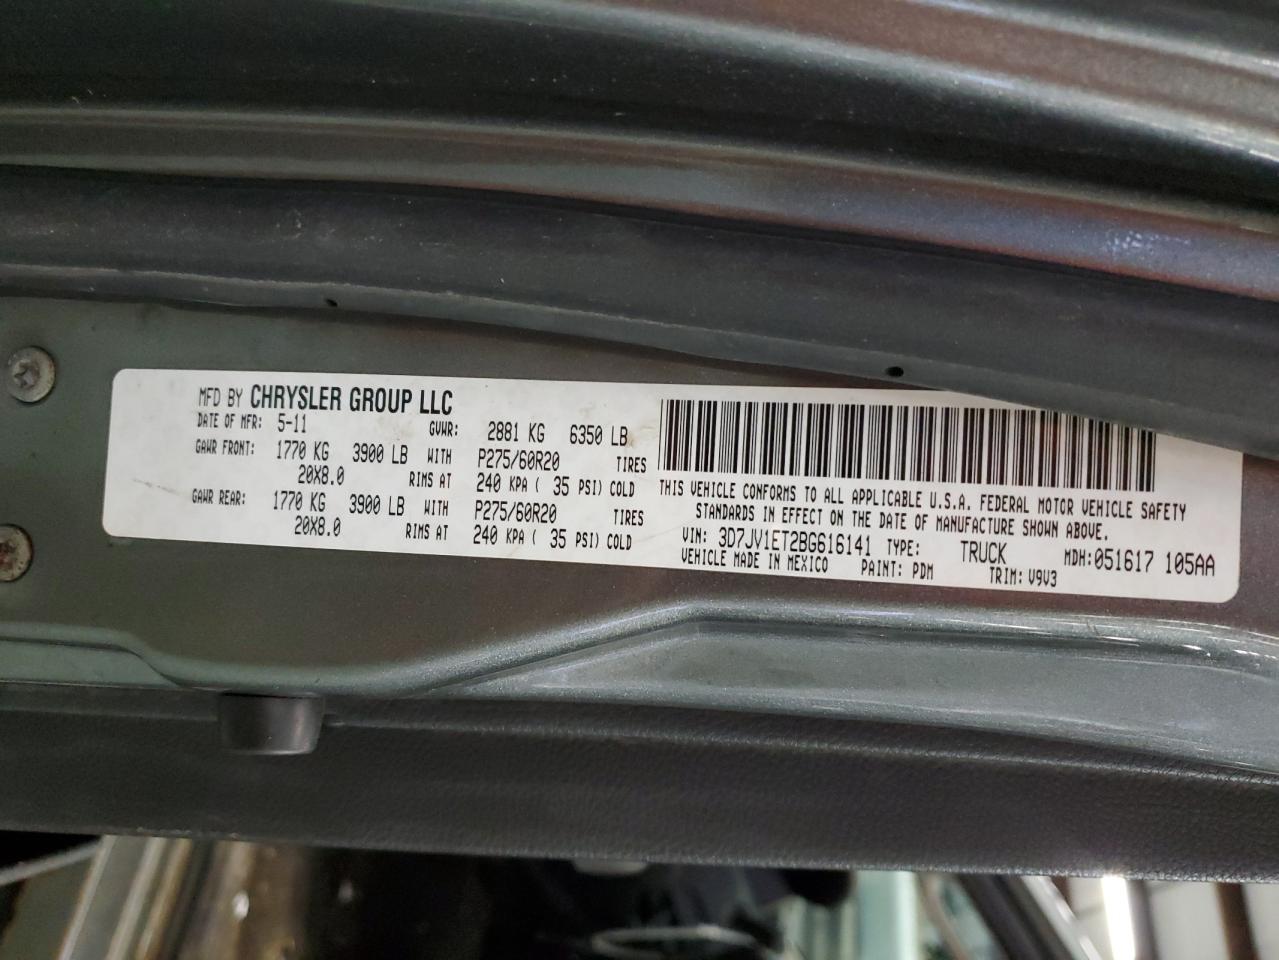 MFD BY CHRYSLER GROUP LLC
DATE OF MFR: 5-11 GVWR: 2881 KG 6350 LB
GAWR FRONT: 1770 KG 3900 LB WITH P275/60R20 TIRES
20X8.0 RIMS AT 240 KPA ( 35 PSI) COLD
GAWR REAR: 1770 KG 3900 LB WITH P275/60R20 TIRES
20X8.0 RIMS AT 240 KPA ( 35 PSI) COLD
THIS VEHICLE CONFORMS TO ALL APPLICABLE U.S.A. FEDERAL MOTOR VEHICLE SAFETY
STANDARDS IN EFFECT ON THE DATE OF MANUFACTURE SHOWN ABOVE.
VIN: 3D7JV1ET2BG616141 TYPE: TRUCK MDH:051617 105AA
VEHICLE MADE IN MEXICO PAINT: PDM TRIM: V9V3